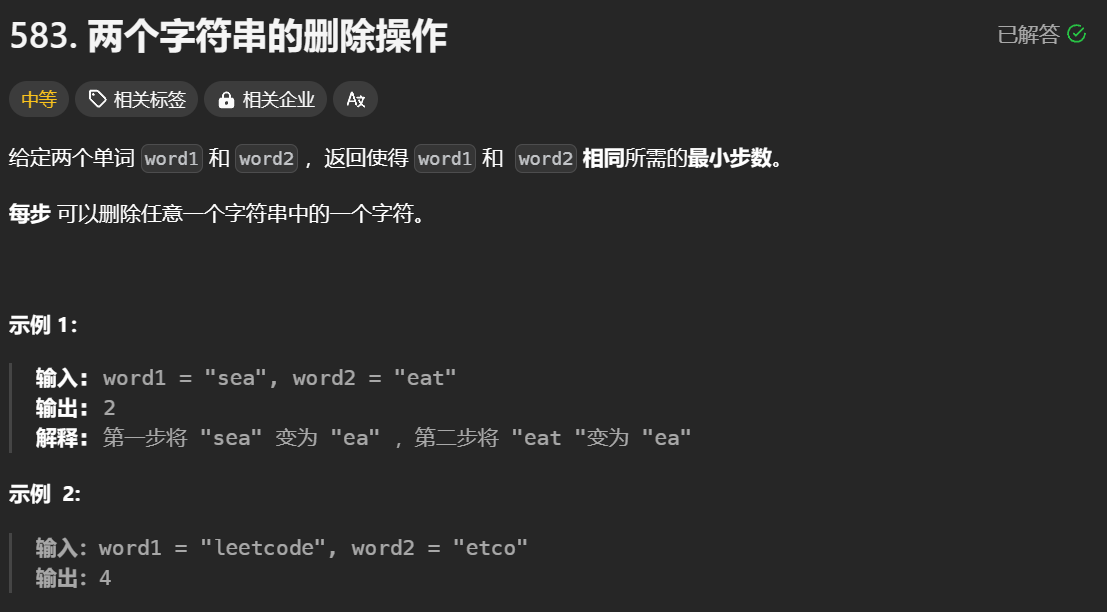 583. 两个字符串的删除操作
已解答
中等 相关标签 相关企业
给定两个单词 word1 和 word2 ，返回使得 word1 和 word2 相同所需的最小步数。
每步 可以删除任意一个字符串中的一个字符。
示例 1：
输入: word1 = "sea", word2 = "eat"
输出: 2
解释: 第一步将 "sea" 变为 "ea" ，第二步将 "eat "变为 "ea"
示例 2:
输入：word1 = "leetcode", word2 = "etco"
输出：4